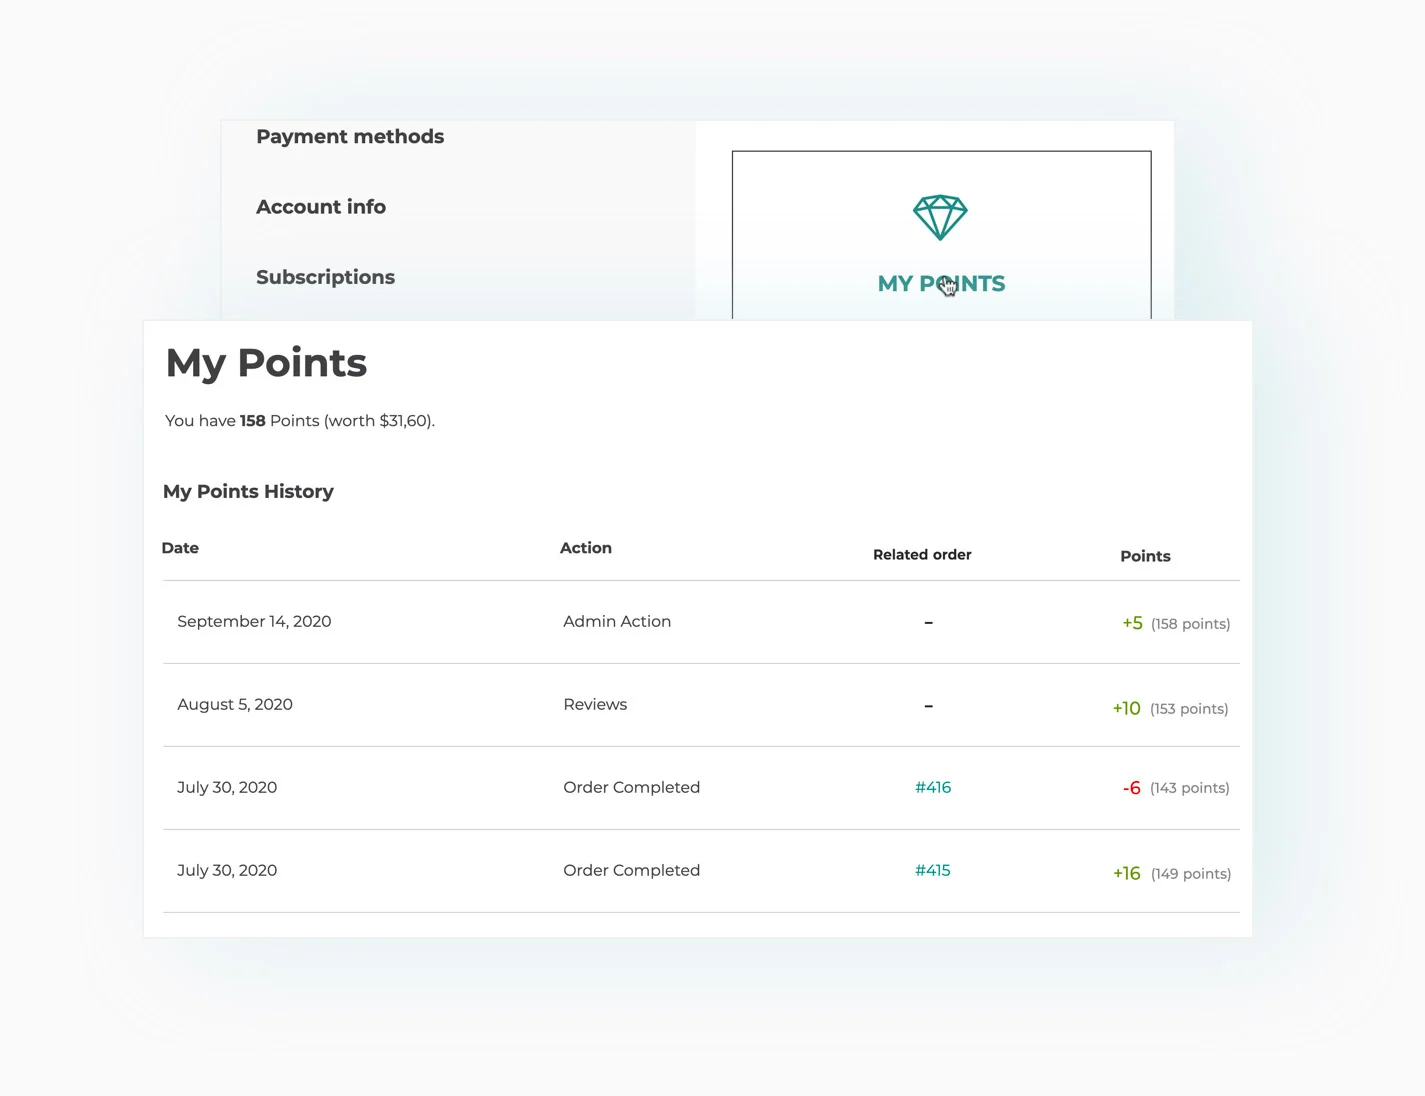 Payment methods
Account info
Subscriptions
MY POINTS
My Points
You have 158 Points (worth $31,60).
My Points History
Date Action Related order Points
September 14, 2020 Admin Action – +5 (158 points)
August 5, 2020 Reviews – +10 (153 points)
July 30, 2020 Order Completed #416 -6 (143 points)
July 30, 2020 Order Completed #415 +16 (149 points)